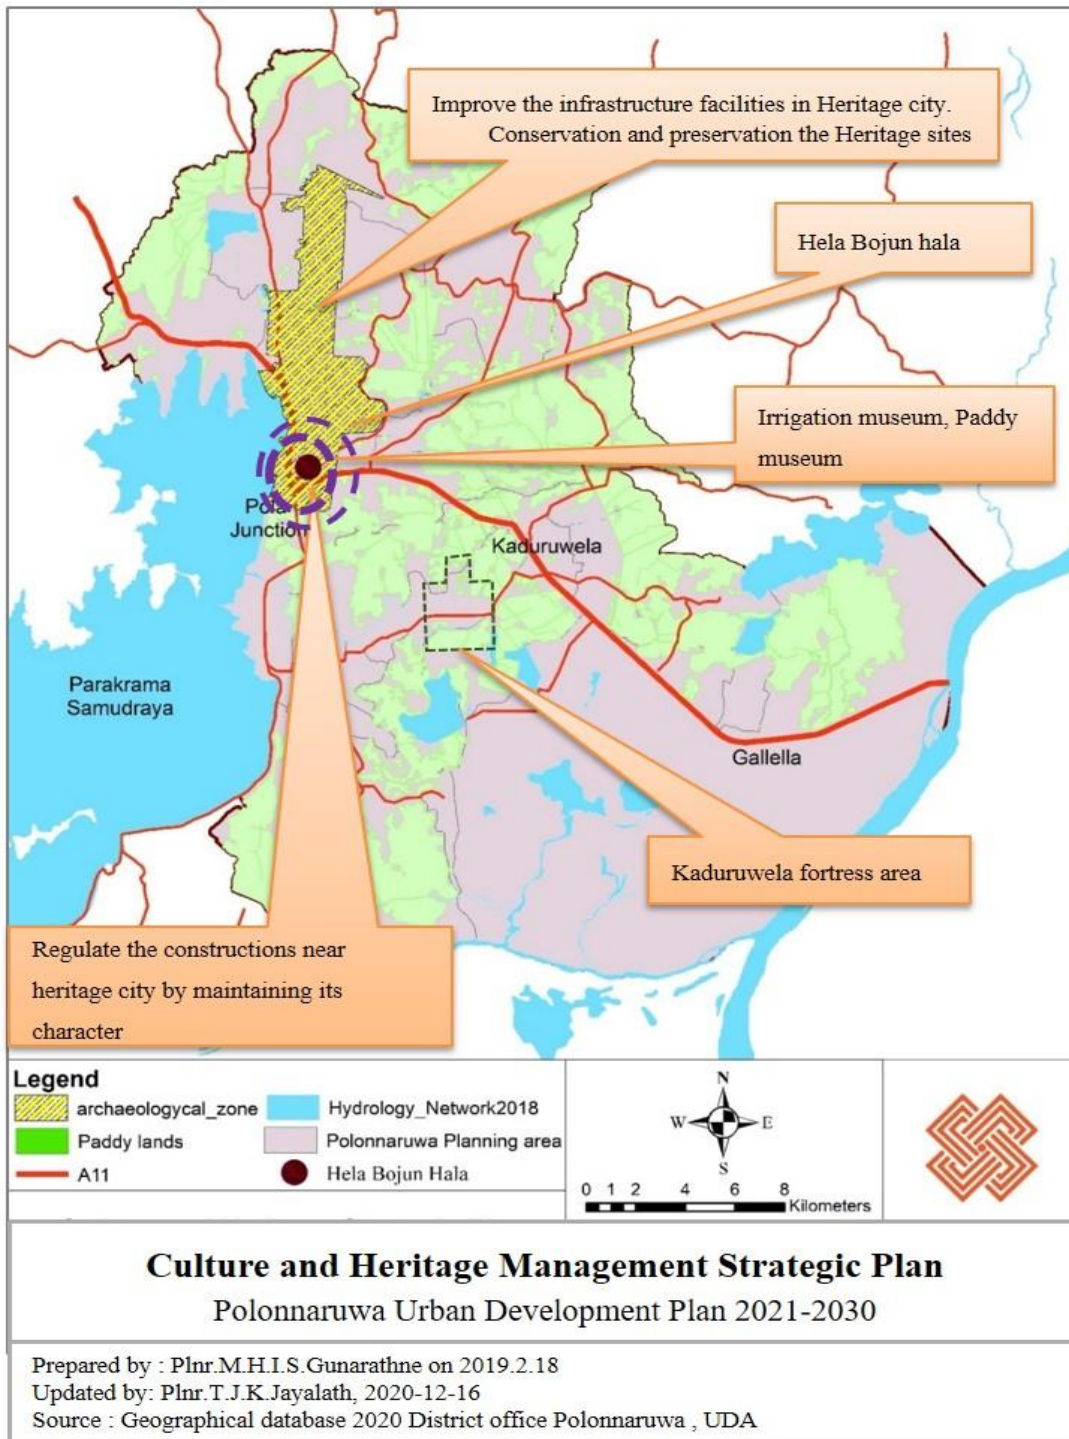 Improve the infrastructure facilities in Heritage city.
Conservation and preservation the Heritage sites
Hela Bojun hala
Irrigation museum, Paddy
museum
Pola
Junction
Kaduruwela
Parakrama
Samudraya
Gallella
Kaduruwela fortress area
Regulate the constructions near
heritage city by maintaining its
character
Legend
archaeologycal_zone
Hydrology_Network2018
Paddy lands
Polonnaruwa Planning area
A11
Hela Bojun Hala
N
W
E
S
0 1 2 4 6 8
Kilometers
Culture and Heritage Management Strategic Plan
Polonnaruwa Urban Development Plan 2021-2030
Prepared by : Plnr.M.H.I.S.Gunarathne on 2019.2.18
Updated by: Plnr.T.J.K.Jayalath, 2020-12-16
Source : Geographical database 2020 District office Polonnaruwa , UDA